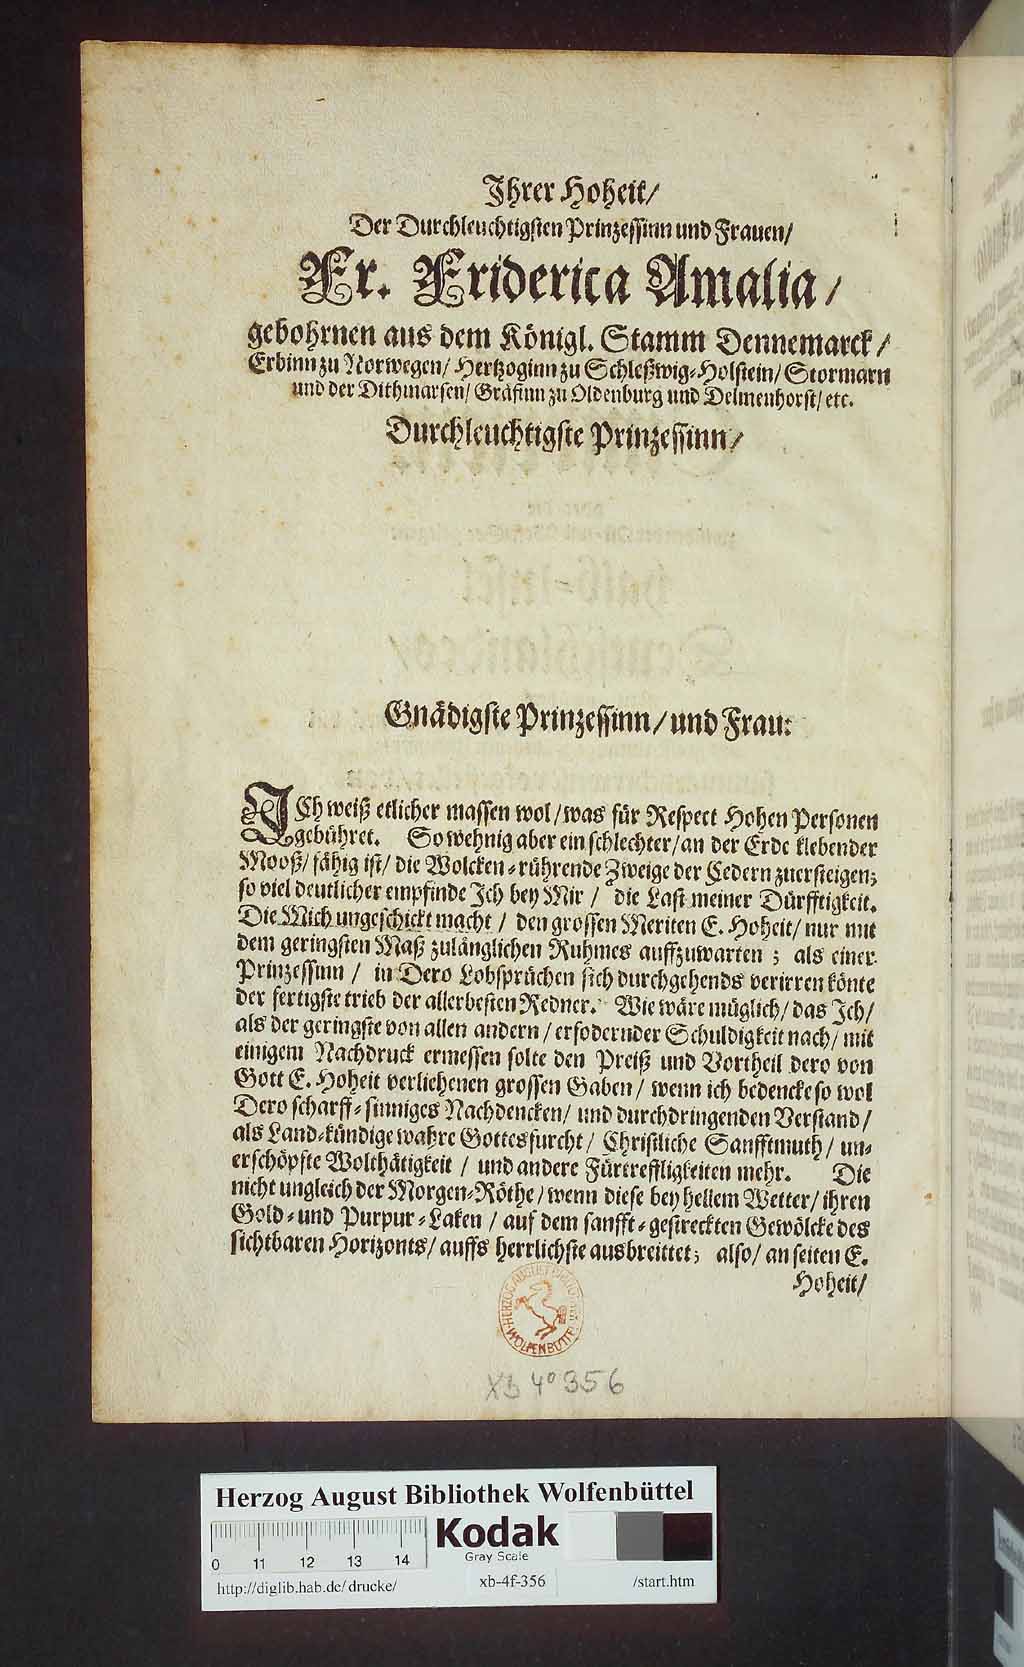 Ihrer Hoheit/
Der Durchleuchtigsten Prinzessinn und Frauen/
Fr. Friderica Amalia/
gebohrnen aus dem Königl. Stamm Dennemarck/
Erbinn zu Norwegen/ Hertzoginn zu Schleßwig-Holstein/ Stormarn
und der Dithmarsen/ Gräfinn zu Oldenburg und Delmenhorst/ etc.
Durchleuchtigste Prinzessinn/
Gnädigste Prinzessinn/ und Frau:
ICh weiß etlicher massen wol/ was für Respect Hohen Personen
gebühret. So wehnig aber ein schlechter/ an der Erde klebender
Mooß/ fähig ist/ die Wolcken-rührende Zweige der Cedern zuersteigen;
so viel deutlicher empfinde Ich bey Mir/ die Last meiner Dürfftigkeit.
Die Mich ungeschickt macht/ den grossen Meriten E. Hoheit/ nur mit
dem geringsten Maß zulänglichen Ruhmes auffzuwarten; als einer
Prinzessinn/ in Dero Lobsprüchen sich durchgehends verirren könte
der fertigste trieb der allerbesten Redner. Wie wäre müglich/ das Ich/
als der geringste von allen andern/ erfodernder Schuldigkeit nach/ mit
einigem Nachdruck ermessen solte den Preiß und Vortheil dero von
Gott E. Hoheit verliehenen grossen Gaben/ wenn ich bedencke so wol
Dero scharff-sinniges Nachdencken/ und durchdringenden Verstand/
als Land-kündige wahre Gottesfurcht/ Christliche Sanfftmuth/ un-
erschöpfte Wolthätigkeit/ und andere Fürtreffligkeiten mehr. Die
nicht ungleich der Morgen-Röthe/ wenn diese bey hellem Wetter/ ihren
Gold- und Purpur-Laken/ auf dem sanfft-gestreckten Gewölcke des
sichtbaren Horizonts/ auffs herrlichste ausbreittet; also/ an seiten E.
Hoheit/
HERZOG AUGUST BIBLIOTHEK
WOLFENBÜTTEL
Xb 4° 356
Herzog August Bibliothek Wolfenbüttel
Kodak
Gray Scale
0 11 12 13 14
http://diglib.hab.de/drucke/ xb-4f-356 /start.htm